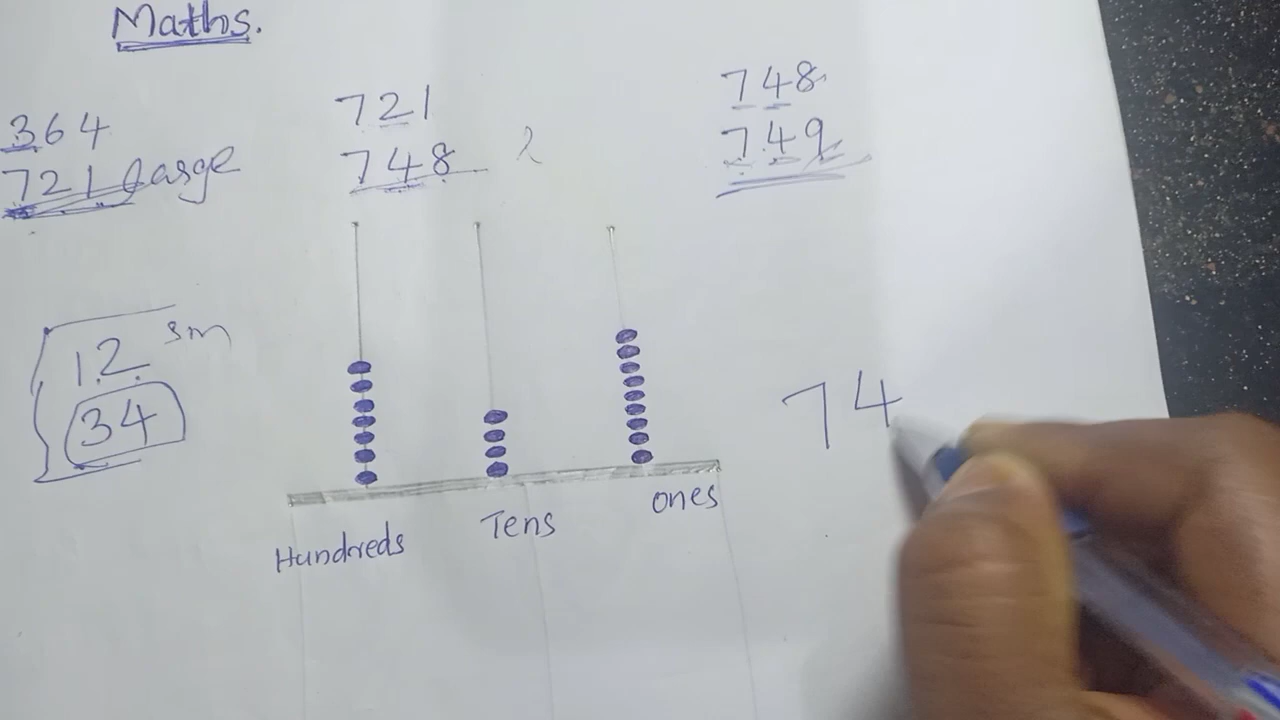 Maths.
364
721 large
721
748
748
749
12 sm
34
74
Hundreds Tens ones